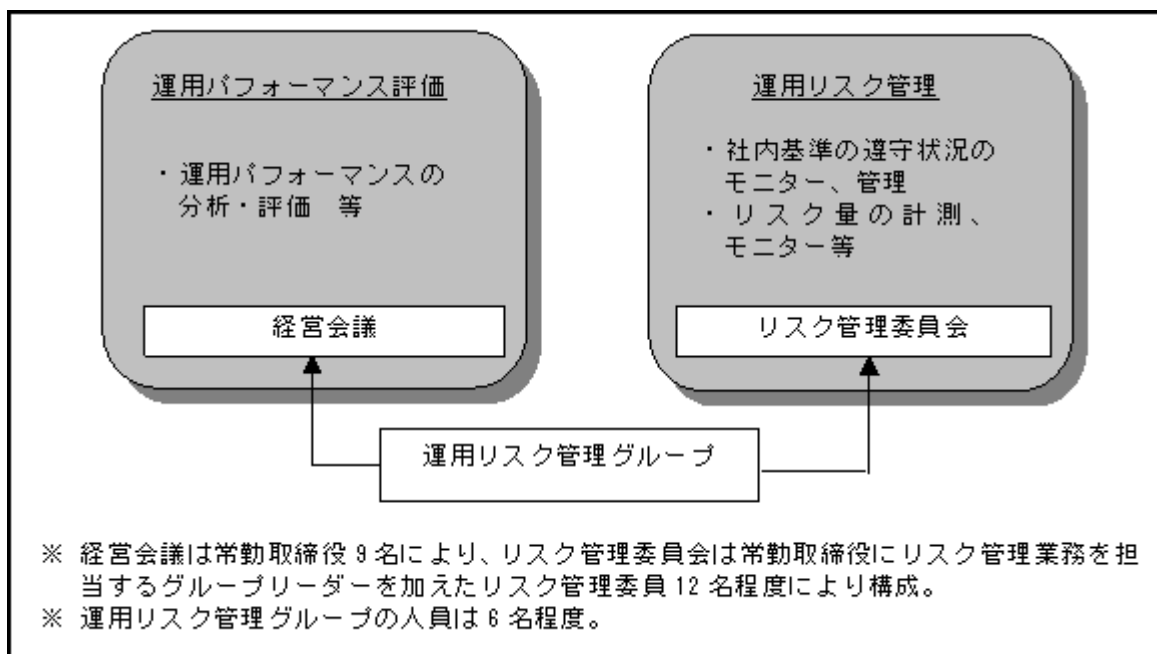 運用パフォーマンス評価
・運用パフォーマンスの
分析・評価　等
経営会議
運用リスク管理
・社内基準の遵守状況の
モニター、管理
・リスク量の計測、
モニター等
リスク管理委員会
運用リスク管理グループ
※ 経営会議は常勤取締役9名により、リスク管理委員会は常勤取締役にリスク管理業務を担
当するグループリーダーを加えたリスク管理委員12名程度により構成。
※ 運用リスク管理グループの人員は6名程度。